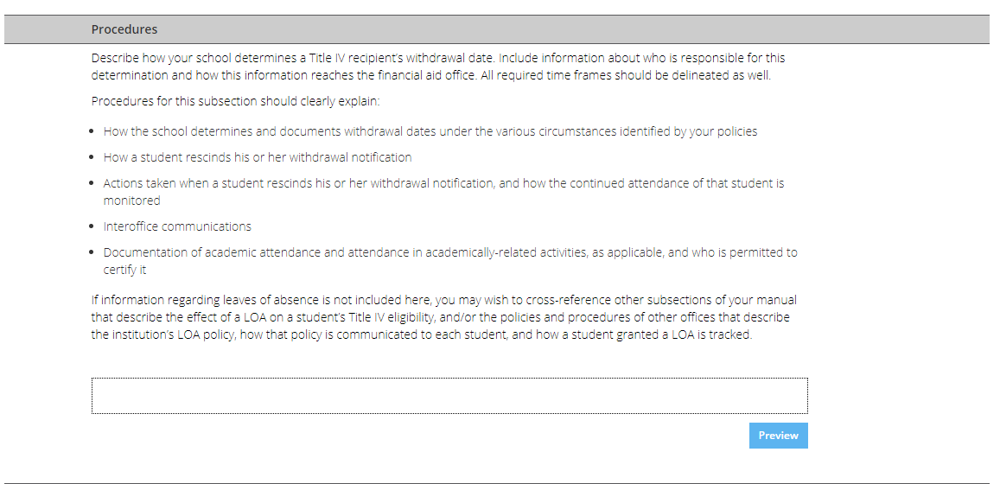 Procedures
Describe how your school determines a Title IV recipient's withdrawal date. Include information about who is responsible for this
determination and how this information reaches the financial aid office. All required time frames should be delineated as well.
Procedures for this subsection should clearly explain:
• How the school determines and documents withdrawal dates under the various circumstances identified by your policies
• How a student rescinds his or her withdrawal notification
• Actions taken when a student rescinds his or her withdrawal notification, and how the continued attendance of that student is
monitored
• Interoffice communications
• Documentation of academic attendance and attendance in academically-related activities, as applicable, and who is permitted to
certify it
If information regarding leaves of absence is not included here, you may wish to cross-reference other subsections of your manual
that describe the effect of a LOA on a student's Title IV eligibility, and/or the policies and procedures of other offices that describe
the institution's LOA policy, how that policy is communicated to each student, and how a student granted a LOA is tracked.
Preview